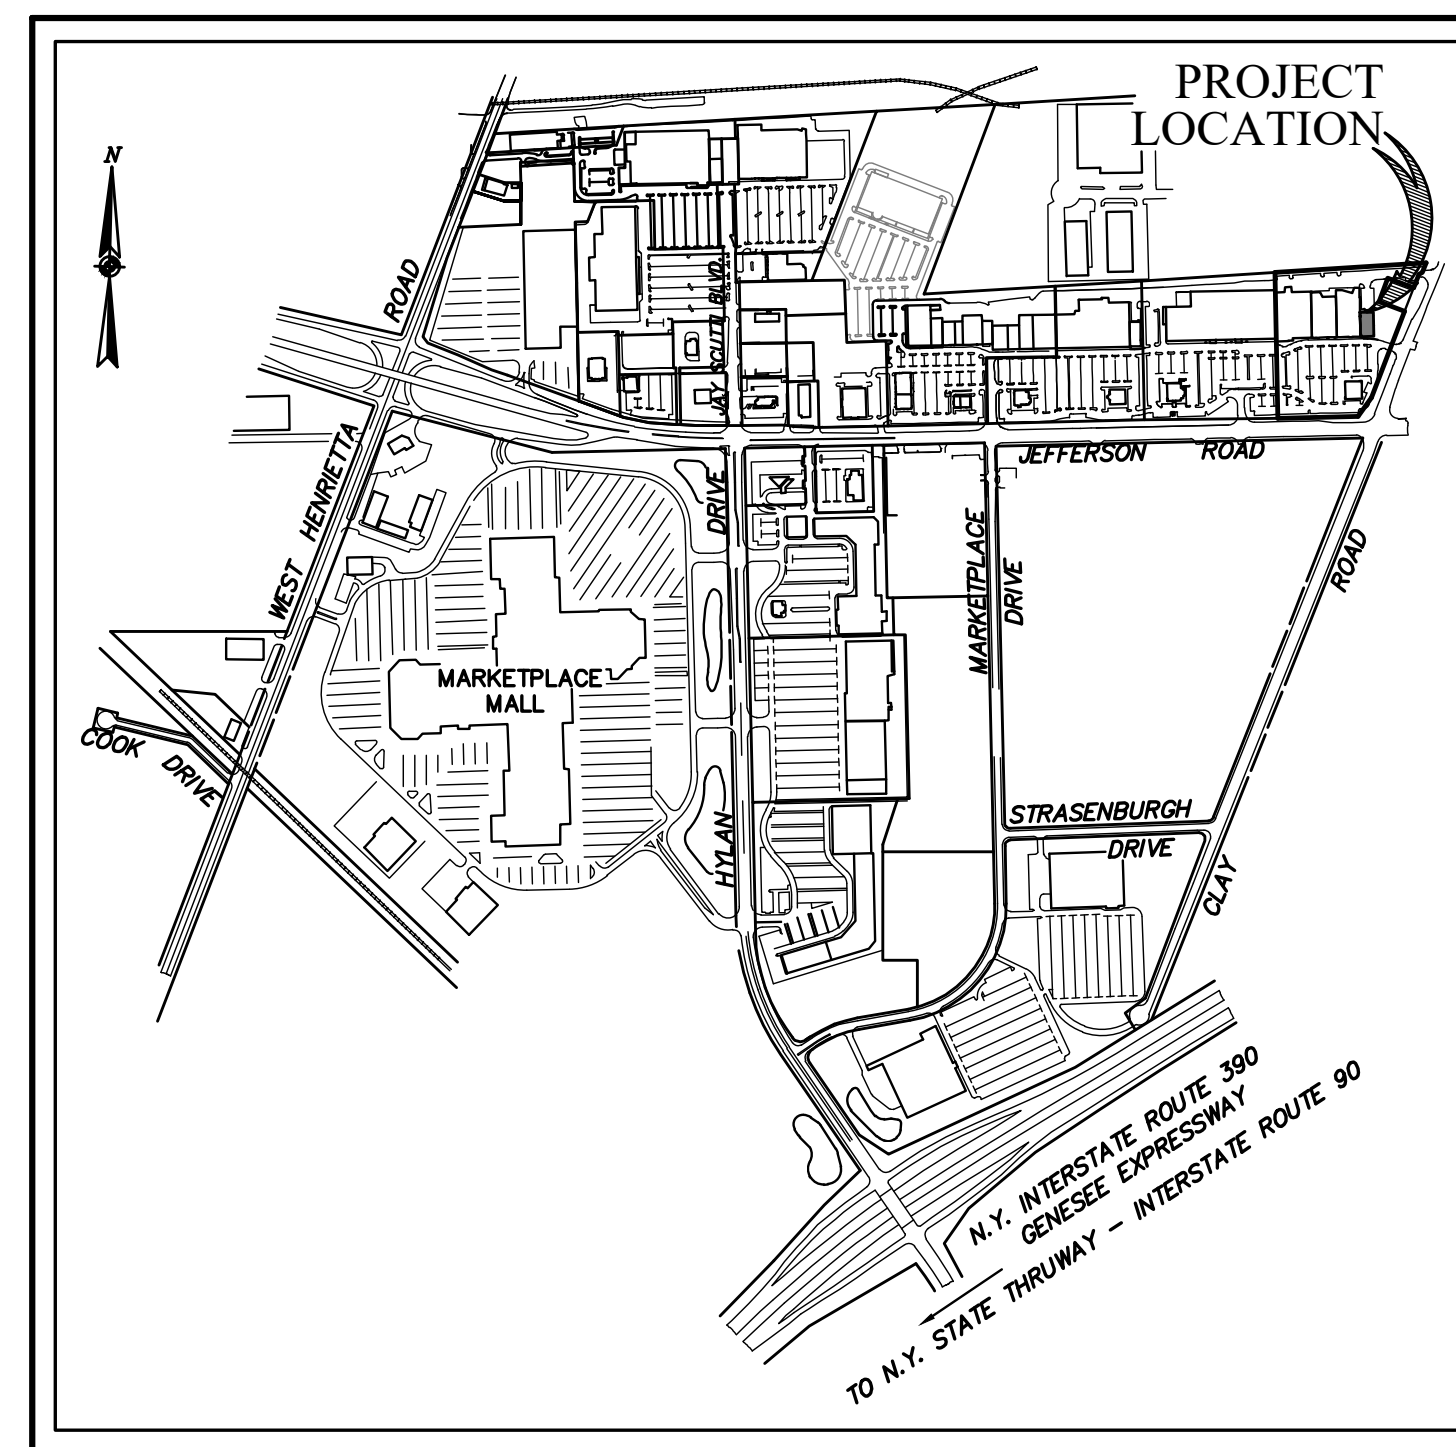 PROJECT
LOCATION
N
ROAD
JAY SCUTTI BLVD.
JEFFERSON ROAD
WEST HENRIETTA
DRIVE
MARKETPLACE
DRIVE
ROAD
MARKETPLACE
MALL
COOK DRIVE
HYLAN
STRASENBURGH
DRIVE
CLAY
N.Y. INTERSTATE ROUTE 390
GENESEE EXPRESSWAY
TO N.Y. STATE THRUWAY - INTERSTATE ROUTE 90